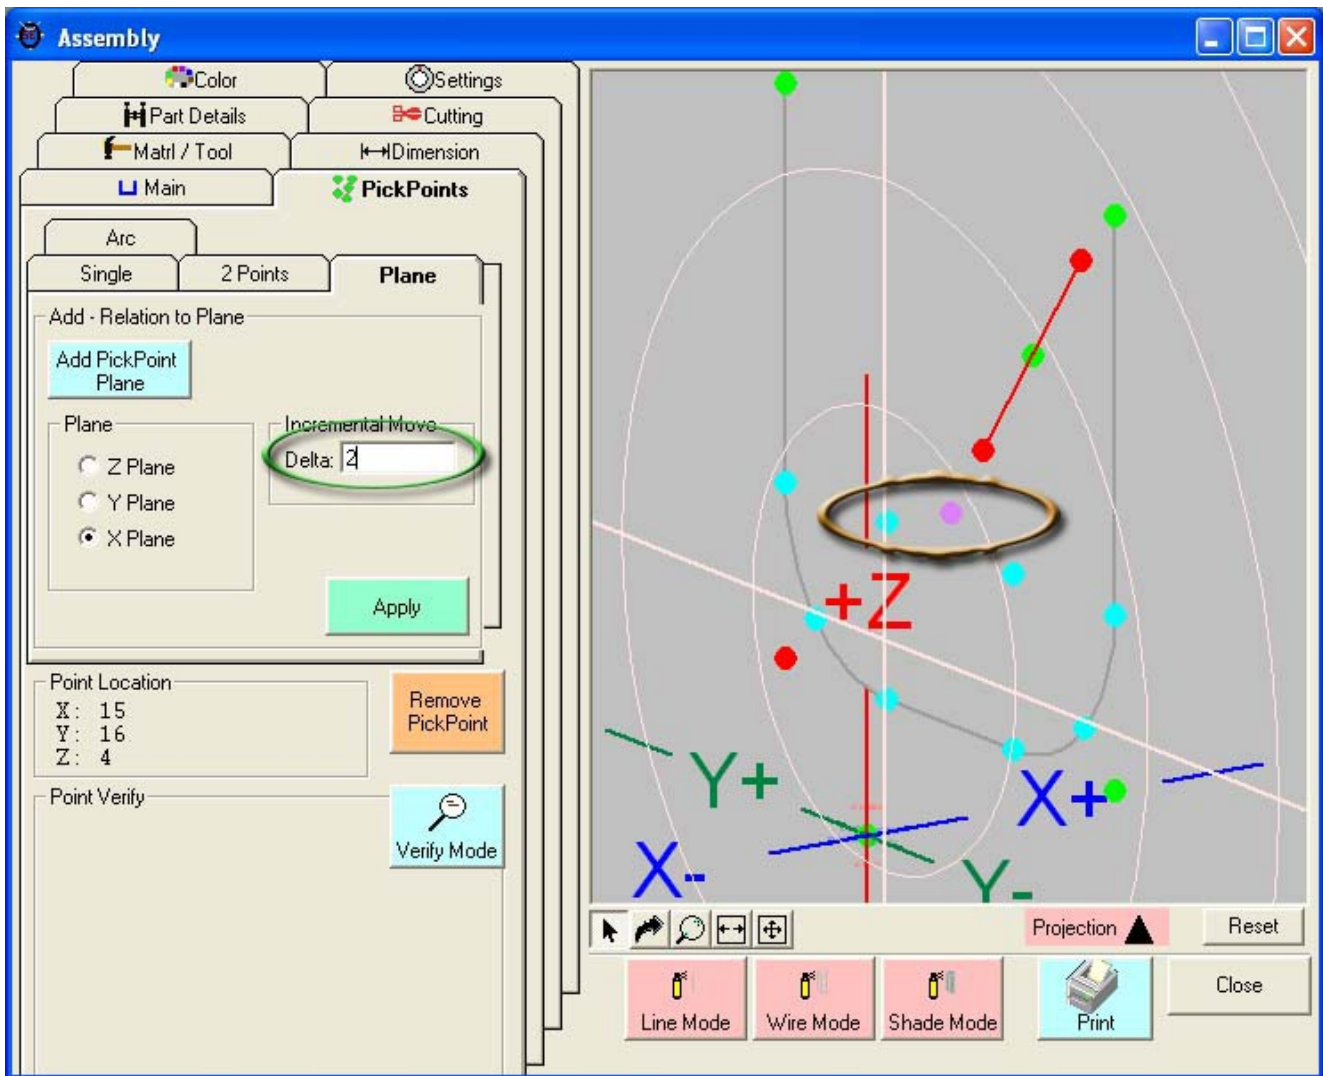 Assembly
Color
Settings
Part Details
Cutting
Matrl / Tool
Dimension
Main
PickPoints
Arc
Single
2 Points
Plane
Add - Relation to Plane
Add PickPoint
Plane
Plane
Z Plane
Y Plane
X Plane
Incremental Move
Delta: 2
Apply
Point Location
X: 15
Y: 16
Z: 4
Remove
PickPoint
Point Verify
Verify Mode
+Z
Y+
X+
X-
Y-
Projection
Reset
Line Mode
Wire Mode
Shade Mode
Print
Close